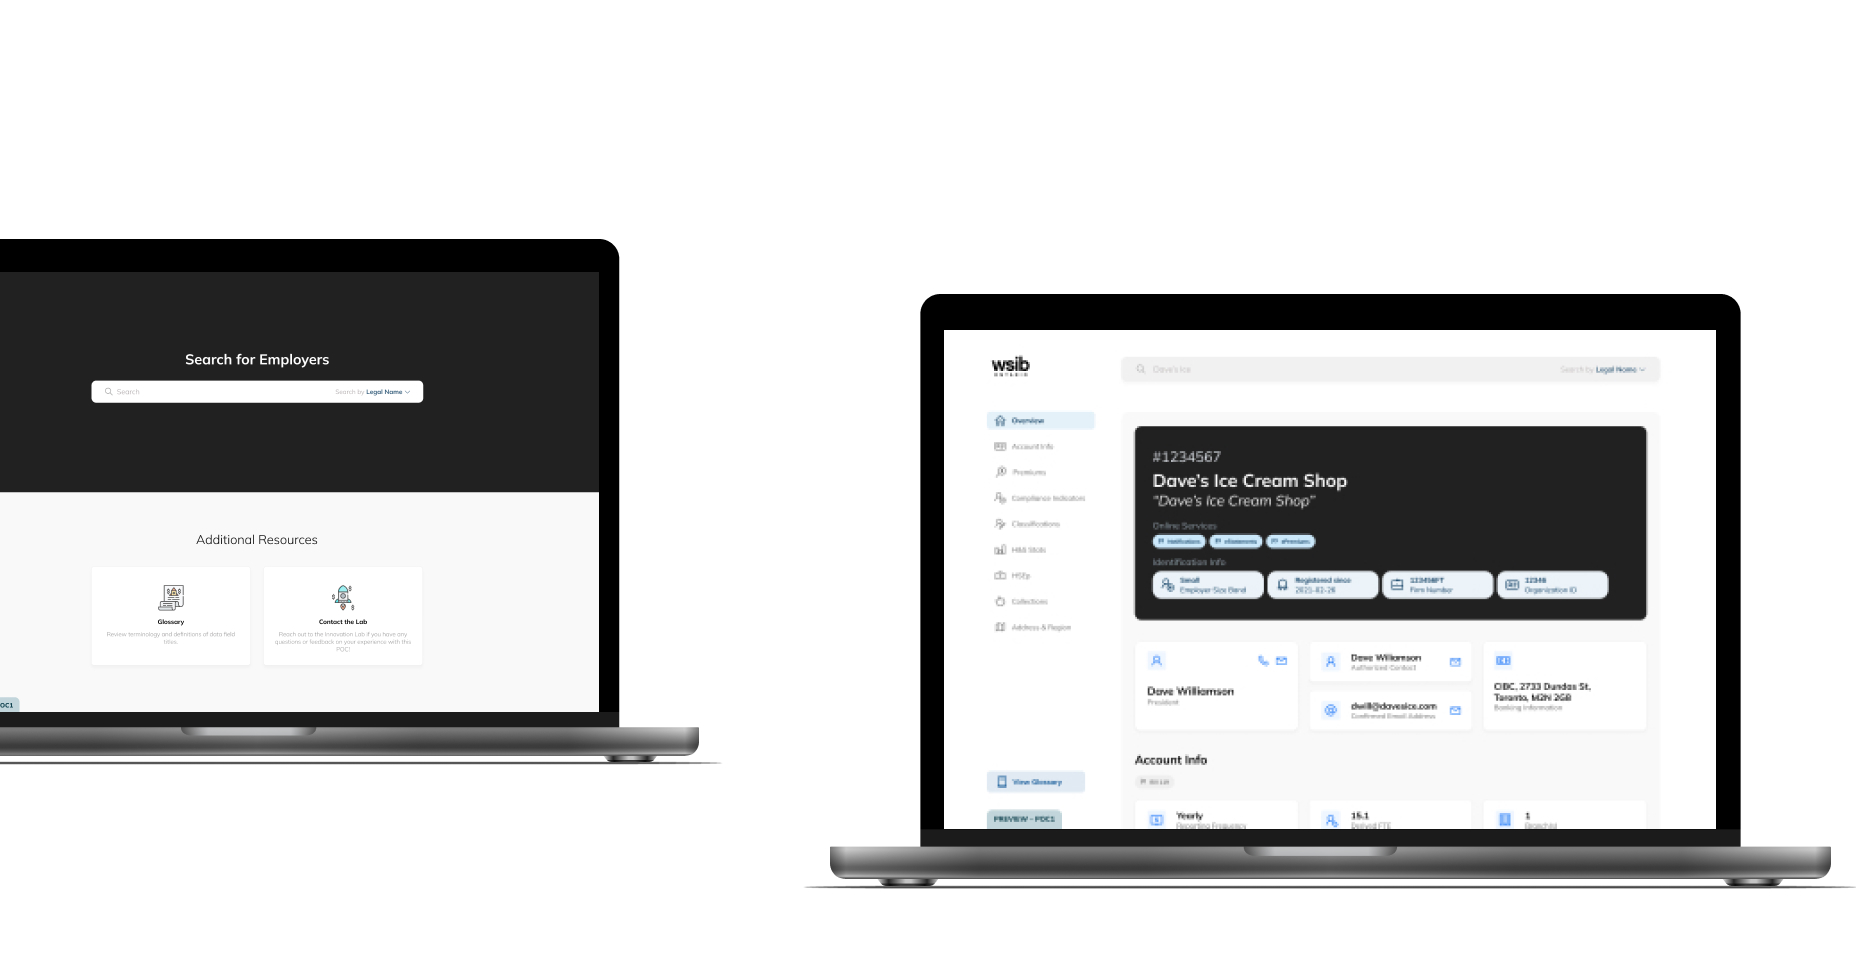 Search for Employers
Search
Search by Legal Name
Additional Resources
Glossary
Review terminology and definitions of data field
titles.
Contact the Lab
Reach out to the Innovation Lab if you have any
questions or feedback on your experience with this
POC!
OC1
wsib
ONTARIO
Dave's Ice
Search by Legal Name
Overview
Account Info
Premiums
Compliance Indicators
Classifications
H&S Stats
HSEp
Collections
Address & Region
View Glossary
PREVIEW - POC1
#1234567
Dave's Ice Cream Shop
"Dave's Ice Cream Shop"
Online Services
Identification Info
Small
Employer Size Band
Registered since
2021-02-26
123456FT
Firm Number
12346
Organization ID
Dave Williamson
President
Dave Williamson
Authorized Contact
dwill@davesice.com
Confirmed Email Address
CIBC, 2733 Dundas St,
Toronto, M2N 2G8
Banking Information
Account Info
Yearly
Reporting Frequency
15.1
Derived FTE
1
Branchlist